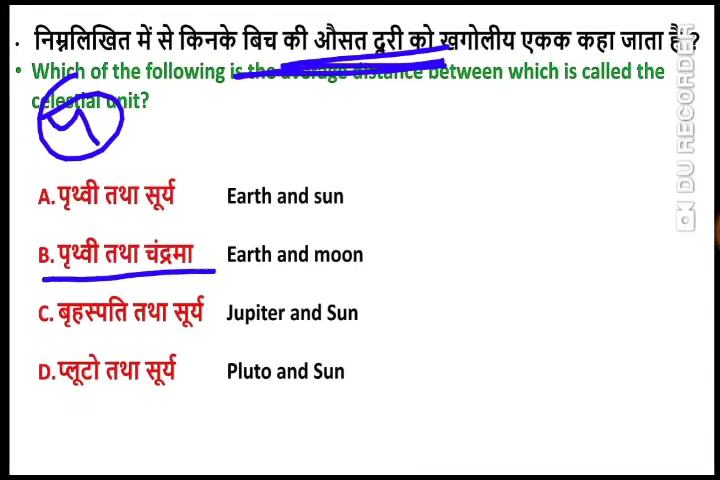 • निम्नलिखित में से किनके बिच की औसत दुरी को खगोलीय एकक कहा जाता है ?
• Which of the following is the average distance between which is called the
celestial unit?
A. पृथ्वी तथा सूर्य Earth and sun
B. पृथ्वी तथा चंद्रमा Earth and moon
C. बृहस्पति तथा सूर्य Jupiter and Sun
D. प्लूटो तथा सूर्य Pluto and Sun
DU RECORDER